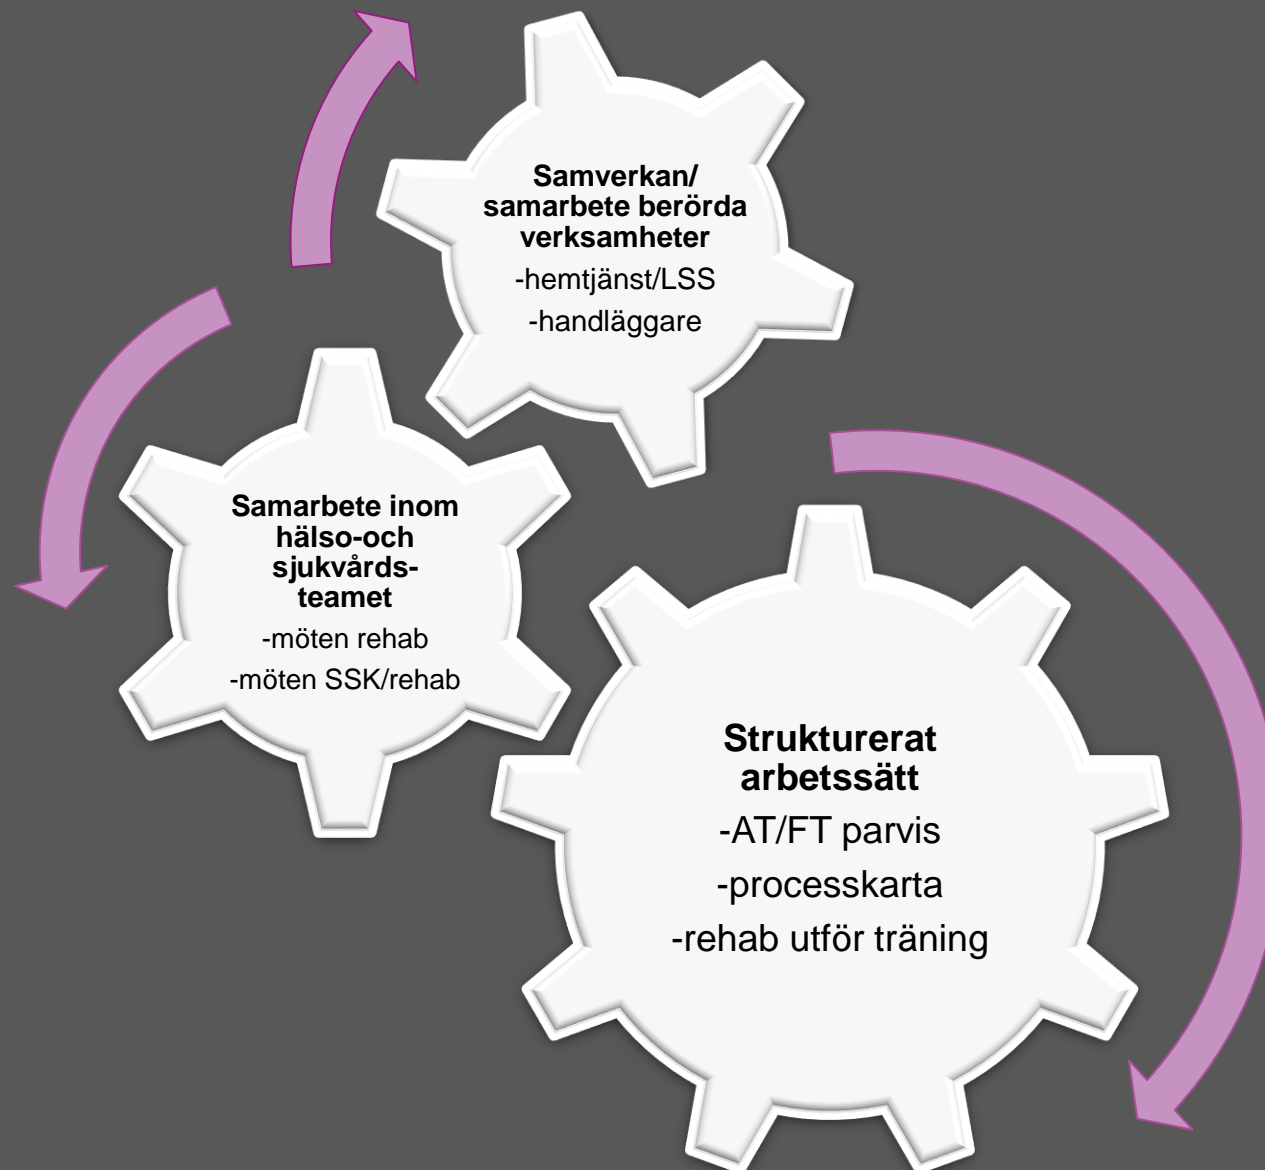 Samverkan/
samarbete berörda
verksamheter
-hemtjänst/LSS
-handläggare
Samarbete inom
hälso-och
sjukvårds-
teamet
-möten rehab
-möten SSK/rehab
Strukturerat
arbetssätt
-AT/FT parvis
-processkarta
-rehab utför träning